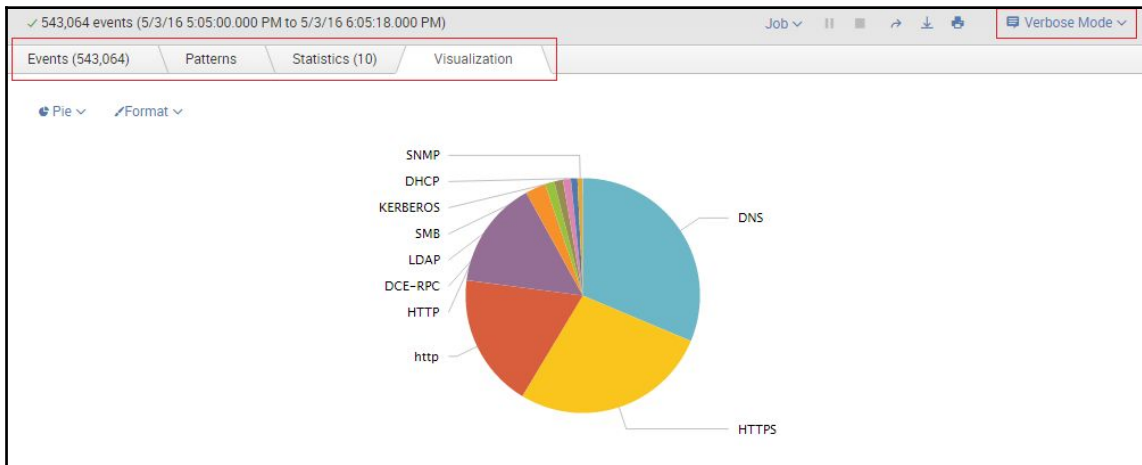 ✓ 543,064 events (5/3/16 5:05:00.000 PM to 5/3/16 6:05:18.000 PM) Job Verbose Mode
Events (543,064) Patterns Statistics (10) Visualization
Pie Format
SNMP
DHCP
KERBEROS
SMB
LDAP
DCE-RPC
HTTP
http
DNS
HTTPS